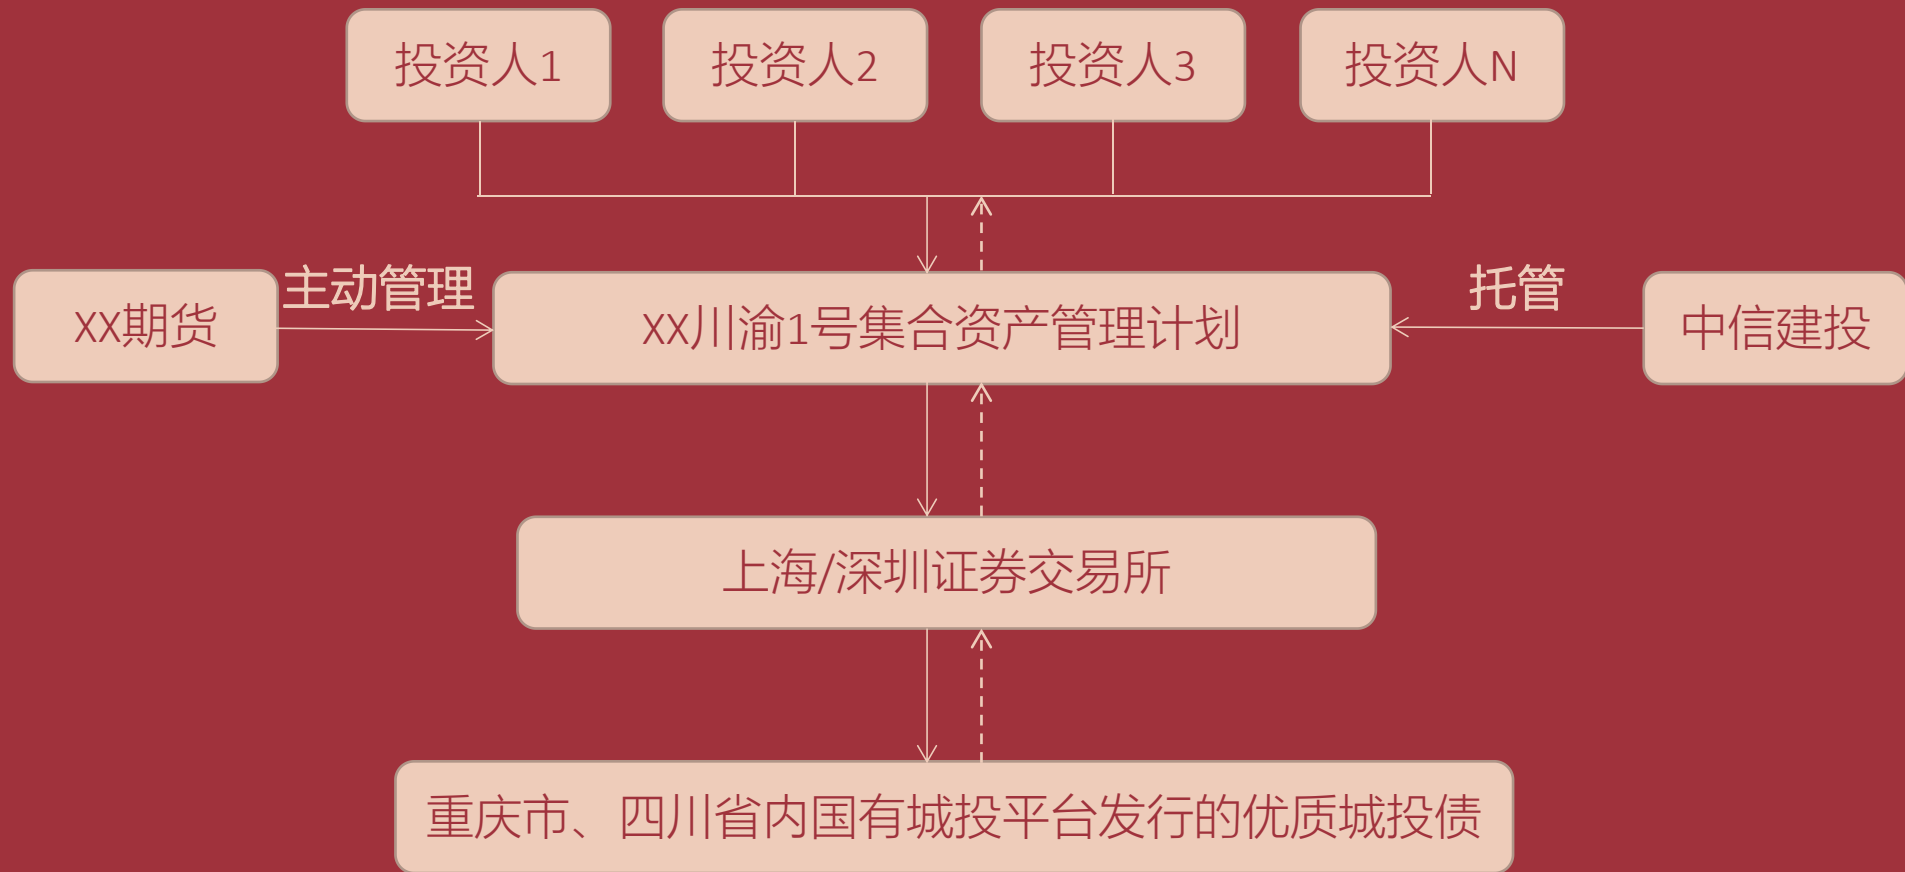 投资人1
投资人2
投资人3
投资人N
主动管理
托管
XX期货
XX川渝1号集合资产管理计划
中信建投
上海/深圳证券交易所
重庆市、四川省内国有城投平台发行的优质城投债